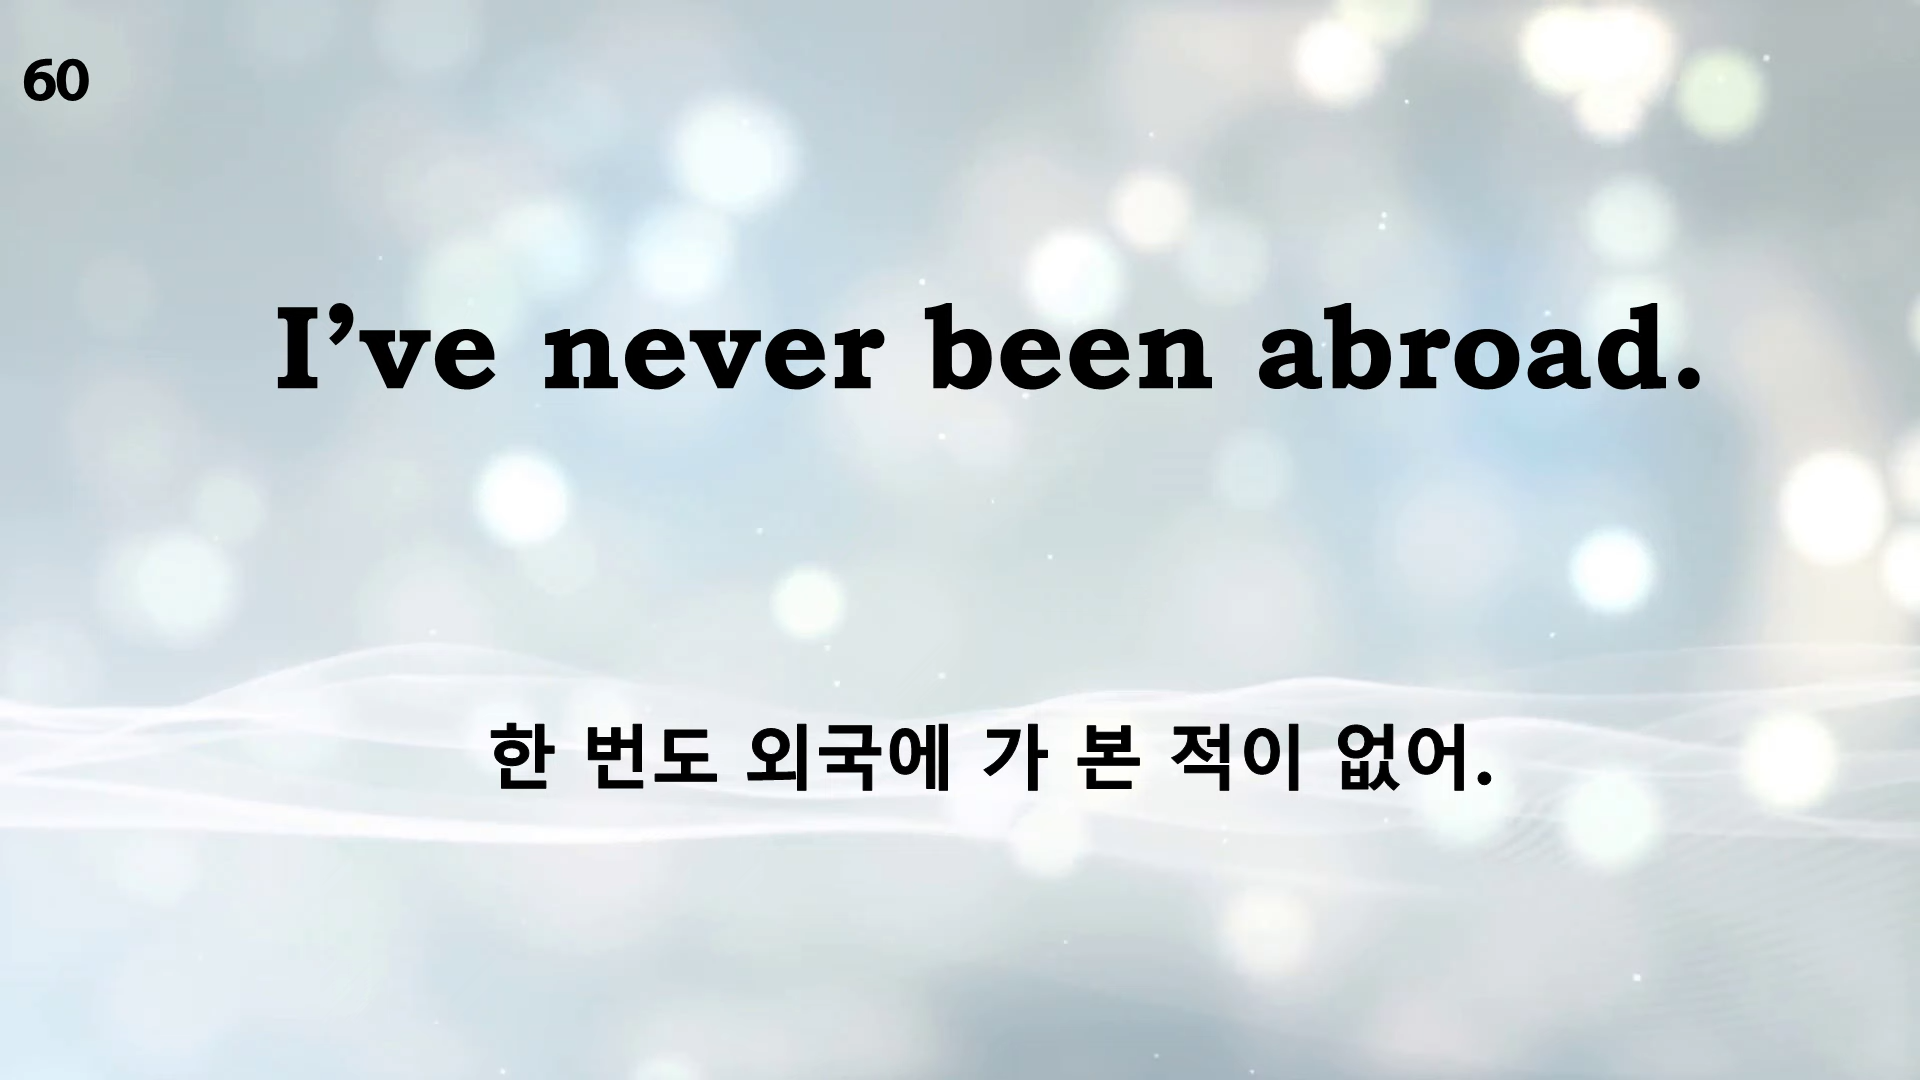 60
I’ve never been abroad.
한 번도 외국에 가 본 적이 없어.